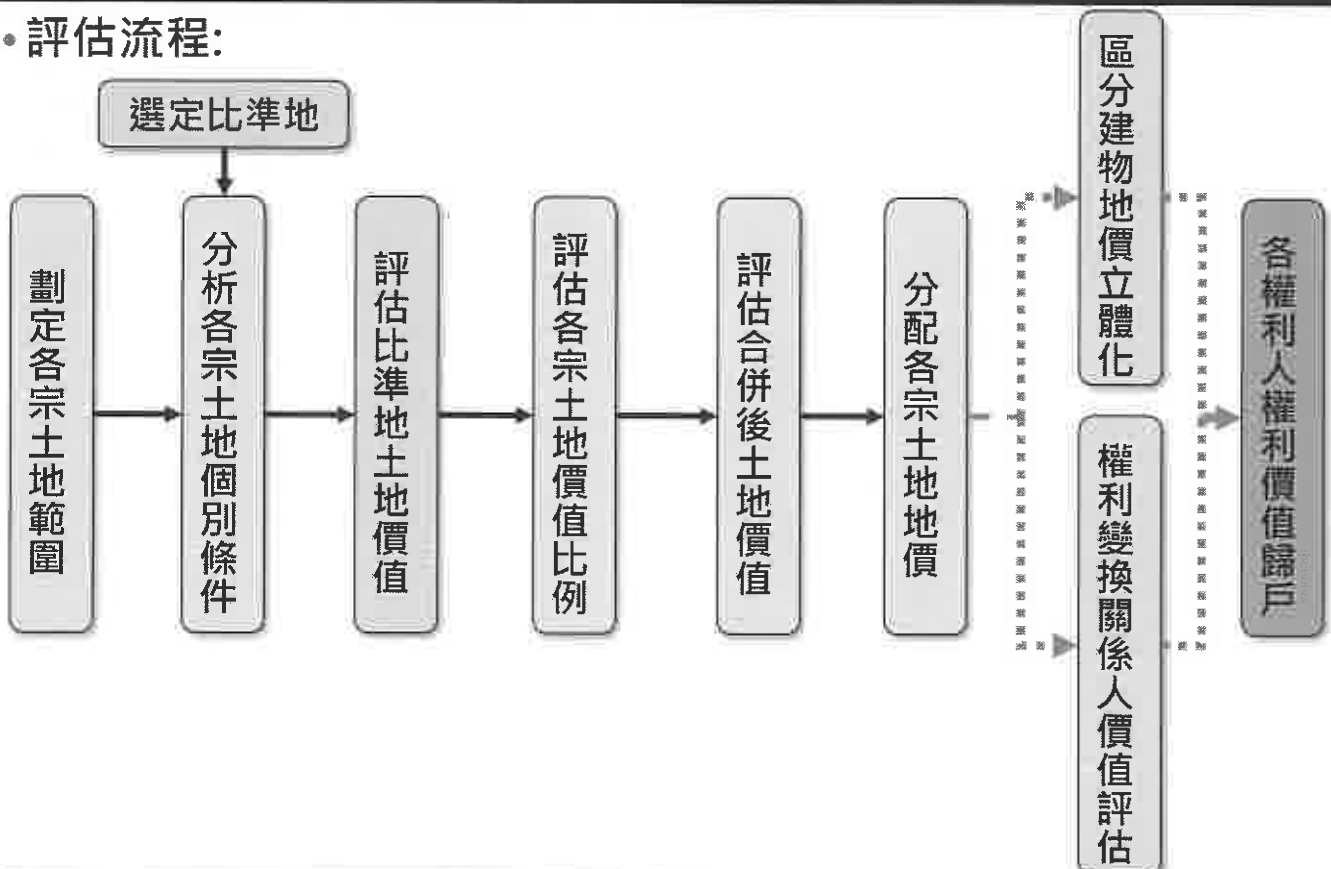 • 評估流程:
選定比準地
劃定各宗土地範圍
分析各宗土地個別條件
評估比準地土地價值
評估各宗土地價值比例
評估合併後土地價值
分配各宗土地地價
區分建物地價立體化
權利變換關係人價值評估
各權利人權利價值歸戶